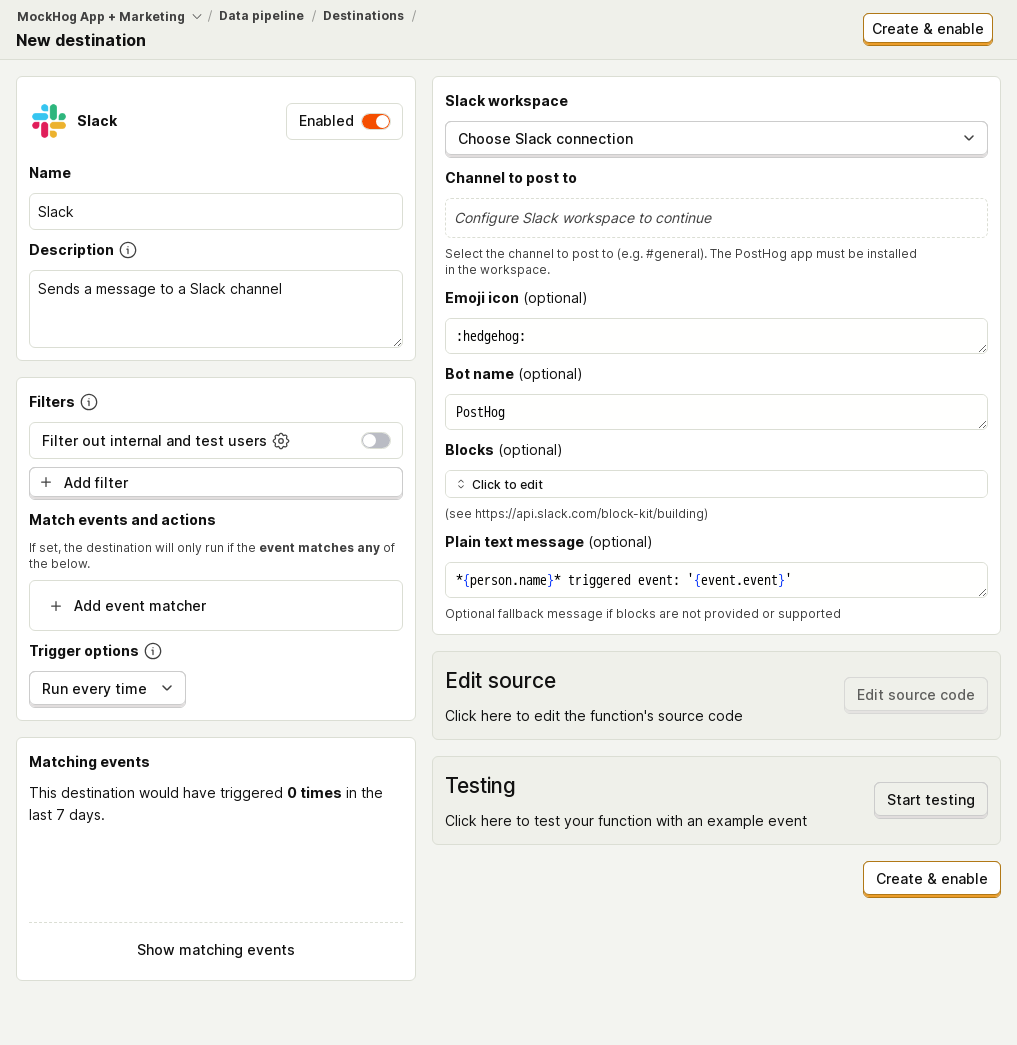 MockHog App + Marketing / Data pipeline / Destinations /
New destination
Create & enable
Slack
Enabled
Name
Slack
Description
Sends a message to a Slack channel
Filters
Filter out internal and test users
Add filter
Match events and actions
If set, the destination will only run if the event matches any of
the below.
Add event matcher
Trigger options
Run every time
Matching events
This destination would have triggered 0 times in the
last 7 days.
Show matching events
Slack workspace
Choose Slack connection
Channel to post to
Configure Slack workspace to continue
Select the channel to post to (e.g. #general). The PostHog app must be installed
in the workspace.
Emoji icon (optional)
:hedgehog:
Bot name (optional)
PostHog
Blocks (optional)
Click to edit
(see https://api.slack.com/block-kit/building)
Plain text message (optional)
*{person.name}* triggered event: '{event.event}'
Optional fallback message if blocks are not provided or supported
Edit source
Click here to edit the function's source code
Edit source code
Testing
Click here to test your function with an example event
Start testing
Create & enable